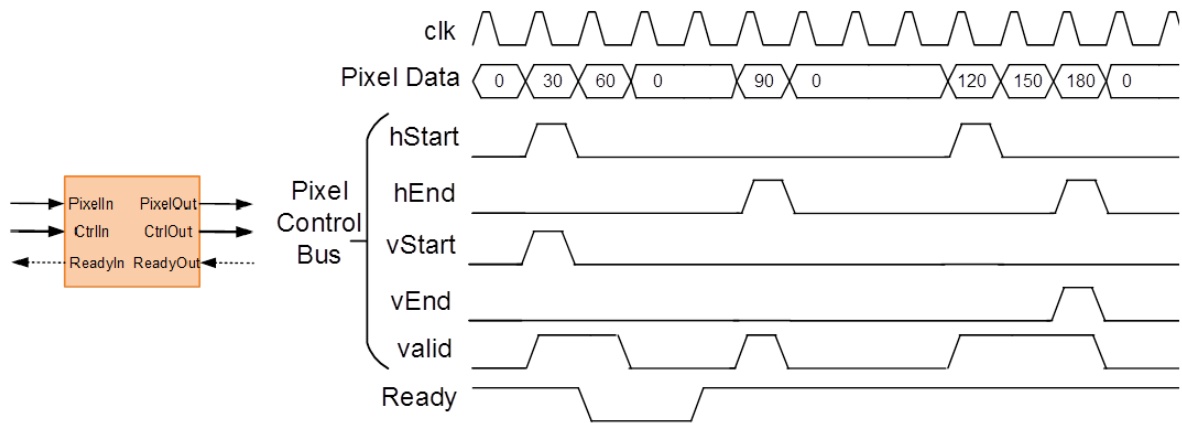 clk
Pixel Data 0 30 60 0 90 0 120 150 180 0
hStart
hEnd
Pixel
Control
Bus
vStart
vEnd
valid
Ready
PixelIn PixelOut
CtrlIn CtrlOut
ReadyIn ReadyOut